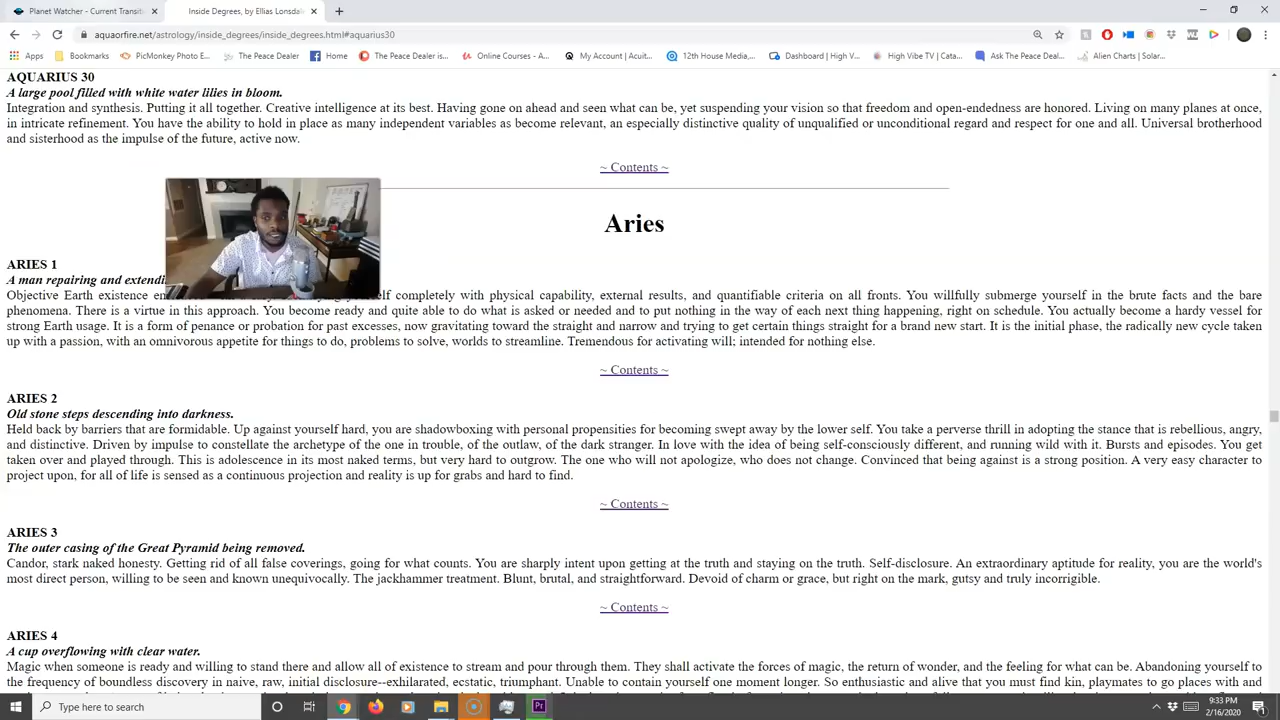 Planet Watcher - Current Transit
Inside Degrees, by Ellias Lonsdal
aquaorfire.net/astrology/inside_degrees/inside_degrees.html#aquarius30
Apps
Bookmarks
PicMonkey Photo E...
The Peace Dealer
Home
The Peace Dealer is...
Online Courses - A...
My Account | Acuit...
12th House Media,...
Dashboard | High V...
High Vibe TV | Cata...
Ask The Peace Deal...
Alien Charts | Solar...
AQUARIUS 30
A large pool filled with white water lilies in bloom.
Integration and synthesis. Putting it all together. Creative intelligence at its best. Having gone on ahead and seen what can be, yet suspending your vision so that freedom and open-endedness are honored. Living on many planes at once,
in intricate refinement. You have the ability to hold in place as many independent variables as become relevant, an especially distinctive quality of unqualified or unconditional regard and respect for one and all. Universal brotherhood
and sisterhood as the impulse of the future, active now.
~ Contents ~
Aries
ARIES 1
A man repairing and extendi
Objective Earth existence en
lf completely with physical capability, external results, and quantifiable criteria on all fronts. You willfully submerge yourself in the brute facts and the bare
phenomena. There is a virtue in this approach. You become ready and quite able to do what is asked or needed and to put nothing in the way of each next thing happening, right on schedule. You actually become a hardy vessel for
strong Earth usage. It is a form of penance or probation for past excesses, now gravitating toward the straight and narrow and trying to get certain things straight for a brand new start. It is the initial phase, the radically new cycle taken
up with a passion, with an omnivorous appetite for things to do, problems to solve, worlds to streamline. Tremendous for activating will; intended for nothing else.
~ Contents ~
ARIES 2
Old stone steps descending into darkness.
Held back by barriers that are formidable. Up against yourself hard, you are shadowboxing with personal propensities for becoming swept away by the lower self. You take a perverse thrill in adopting the stance that is rebellious, angry,
and distinctive. Driven by impulse to constellate the archetype of the one in trouble, of the outlaw, of the dark stranger. In love with the idea of being self-consciously different, and running wild with it. Bursts and episodes. You get
taken over and played through. This is adolescence in its most naked terms, but very hard to outgrow. The one who will not apologize, who does not change. Convinced that being against is a strong position. A very easy character to
project upon, for all of life is sensed as a continuous projection and reality is up for grabs and hard to find.
~ Contents ~
ARIES 3
The outer casing of the Great Pyramid being removed.
Candor, stark naked honesty. Getting rid of all false coverings, going for what counts. You are sharply intent upon getting at the truth and staying on the truth. Self-disclosure. An extraordinary aptitude for reality, you are the world's
most direct person, willing to be seen and known unequivocally. The jackhammer treatment. Blunt, brutal, and straightforward. Devoid of charm or grace, but right on the mark, gutsy and truly incorrigible.
~ Contents ~
ARIES 4
A cup overflowing with clear water.
Magic when someone is ready and willing to stand there and allow all of existence to stream and pour through them. They shall activate the forces of magic, the return of wonder, and the feeling for what can be. Abandoning yourself to
the frequency of boundless discovery in naive, raw, initial disclosure--exhilarated, ecstatic, triumphant. Unable to contain yourself one moment longer. So enthusiastic and alive that you must find kin, playmates to go places with and
Type here to search
9:33 PM
2/16/2020